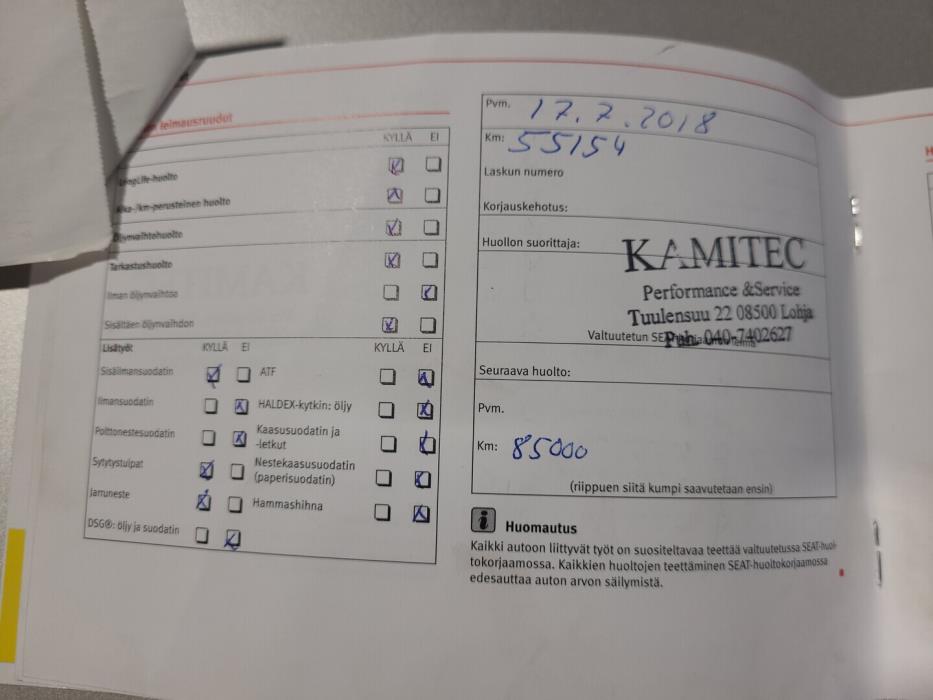 leimausruudut
KYLLÄ EI
LongLife-huolto
Aika-/km-perusteinen huolto
Öljynvaihtohuolto
Tarkastushuolto
Ilman öljynvaihtoa
Sisältäen öljynvaihdon
Lisätyöt KYLLÄ EI KYLLÄ EI
Sisäilmansuodatin ATF
Ilmansuodatin HALDEX-kytkin: öljy
Polttonestesuodatin Kaasusuodatin ja
-letkut
Sytytystulpat Nestekaasusuodatin
(paperisuodatin)
Jarruneste Hammashihna
DSG®: öljy ja suodatin
Pvm. 17.7.2018
Km: 55154
Laskun numero
Korjauskehotus:
Huollon suorittaja: KAMITEC
Performance &Service
Tuulensuu 22 08500 Lohja
Valtuutetun
Puh. 040-7402627
Seuraava huolto:
Pvm.
Km: 85000
(riippuen siitä kumpi saavutetaan ensin)
i Huomautus
Kaikki autoon liittyvät työt on suositeltavaa teettää valtuutetussa SEAT-huol-
tokorjaamossa. Kaikkien huoltojen teettäminen SEAT-huoltokorjaamossa
edesauttaa auton arvon säilymistä.
H